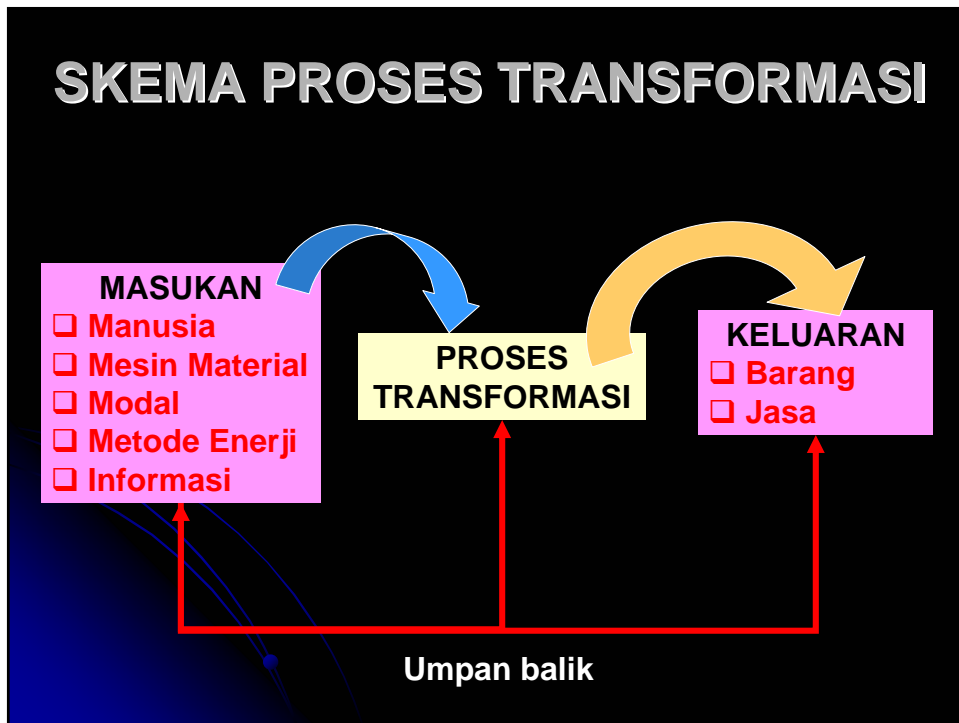 SKEMA PROSES TRANSFORMASI
MASUKAN
❑ Manusia
❑ Mesin Material
❑ Modal
❑ Metode Enerji
❑ Informasi
PROSES
TRANSFORMASI
KELUARAN
❑ Barang
❑ Jasa
Umpan balik